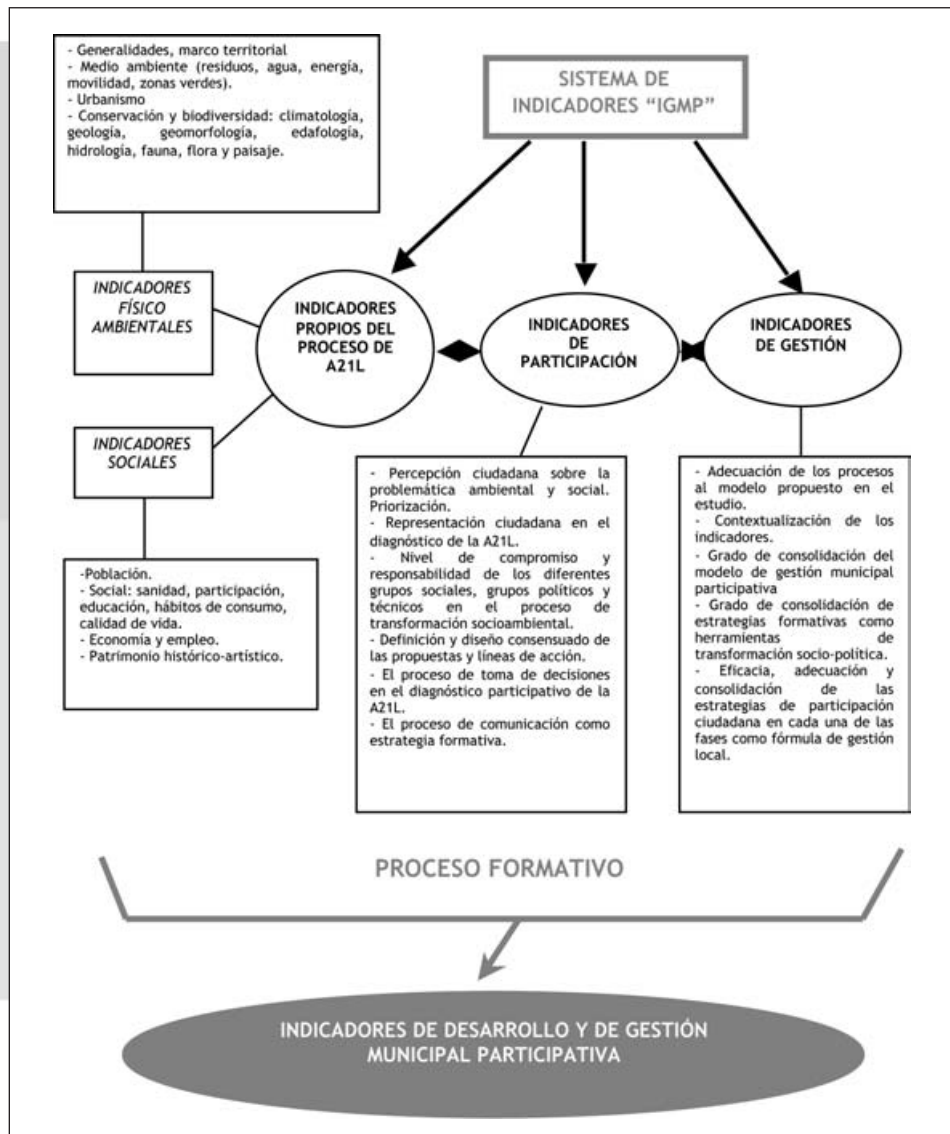 - Generalidades, marco territorial
- Medio ambiente (residuos, agua, energía,
movilidad, zonas verdes).
- Urbanismo
- Conservación y biodiversidad: climatología,
geología, geomorfología, edafología,
hidrología, fauna, flora y paisaje.
SISTEMA DE
INDICADORES “IGMP”
INDICADORES
FÍSICO
AMBIENTALES
INDICADORES
PROPIOS DEL
PROCESO DE
A21L
INDICADORES
DE
PARTICIPACIÓN
INDICADORES
DE GESTIÓN
INDICADORES
SOCIALES
-Población.
- Social: sanidad, participación,
educación, hábitos de consumo,
calidad de vida.
- Economía y empleo.
- Patrimonio histórico-artístico.
- Percepción ciudadana sobre la
problemática ambiental y social.
Priorización.
- Representación ciudadana en el
diagnóstico de la A21L.
- Nivel de compromiso y
responsabilidad de los diferentes
grupos sociales, grupos políticos y
técnicos en el proceso de
transformación socioambiental.
- Definición y diseño consensuado de
las propuestas y líneas de acción.
- El proceso de toma de decisiones
en el diagnóstico participativo de la
A21L.
- El proceso de comunicación como
estrategia formativa.
- Adecuación de los procesos
al modelo propuesto en el
estudio.
- Contextualización de los
indicadores.
- Grado de consolidación del
modelo de gestión municipal
participativa
- Grado de consolidación de
estrategias formativas como
herramientas de
transformación socio-política.
- Eficacia, adecuación y
consolidación de las
estrategias de participación
ciudadana en cada una de las
fases como fórmula de gestión
local.
PROCESO FORMATIVO
INDICADORES DE DESARROLLO Y DE GESTIÓN
MUNICIPAL PARTICIPATIVA